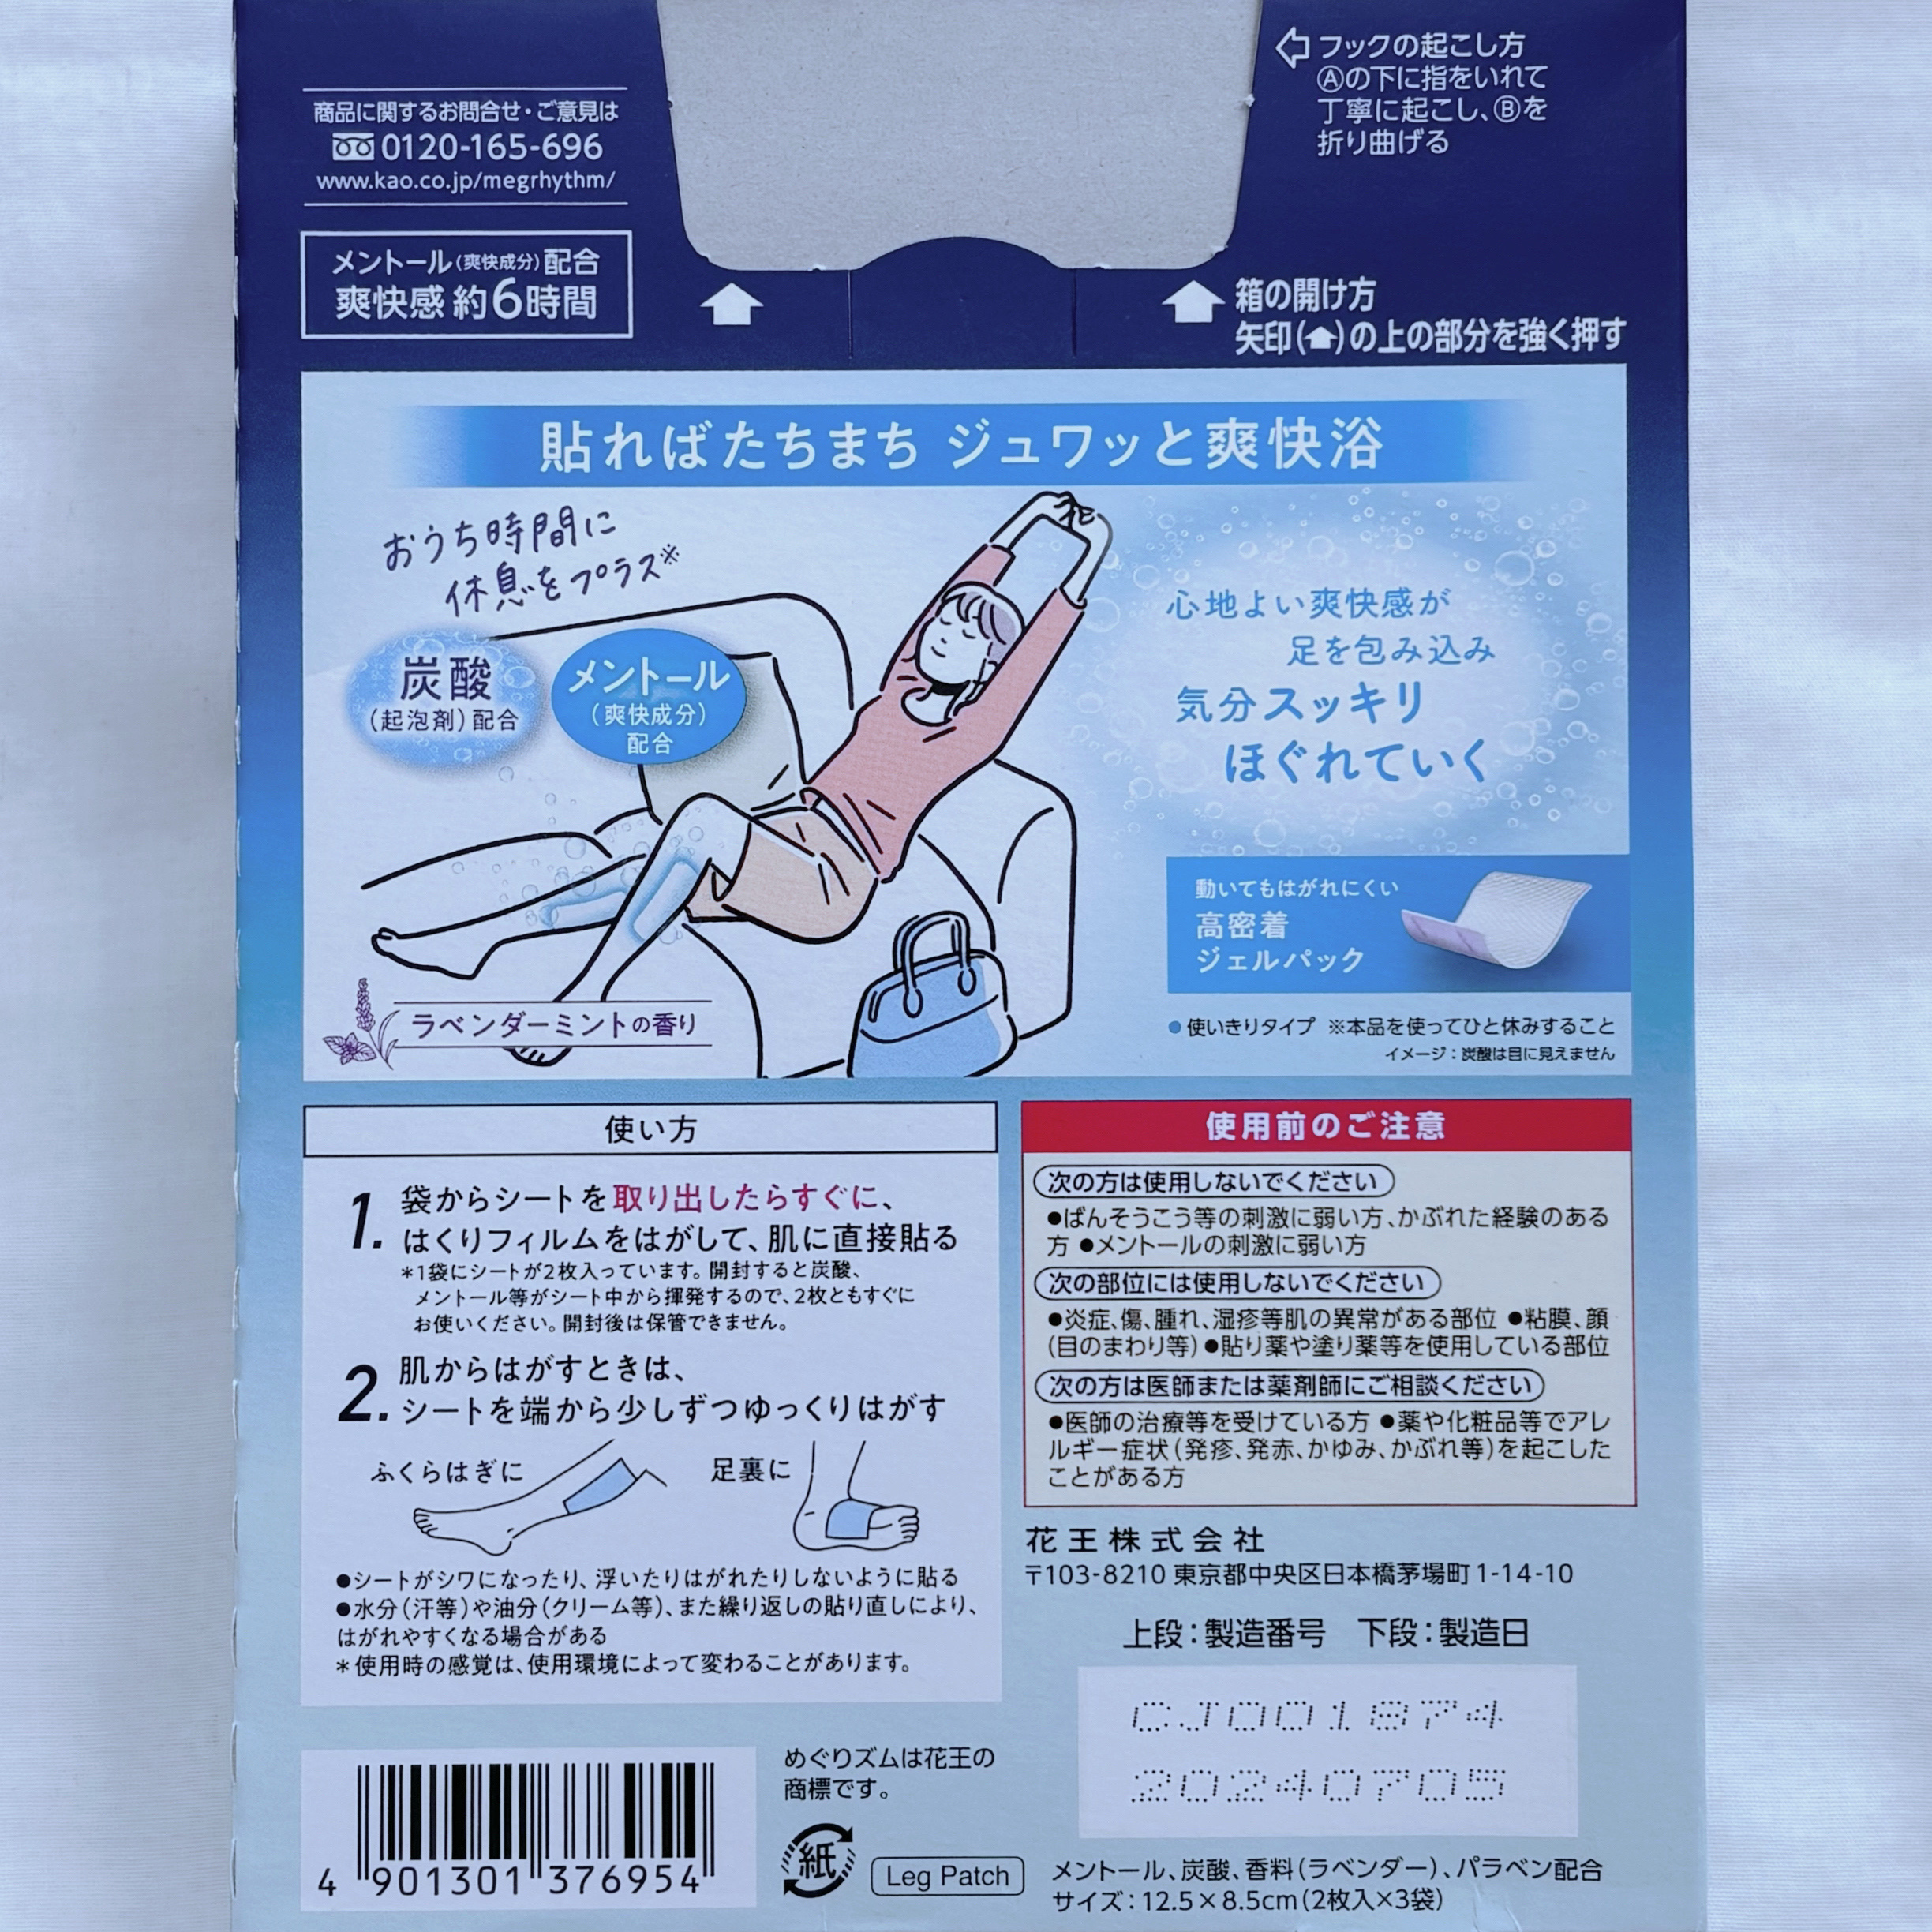 商品に関するお問合せ・ご意見は
0120-165-696
www.kao.co.jp/megrhythm/
メントール(爽快成分)配合
爽快感 約6時間
フックの起こし方
Ⓐの下に指をいれて
丁寧に起こし、Ⓑを
折り曲げる
箱の開け方
矢印(⬆)の上の部分を強く押す
貼ればたちまち ジュワッと爽快浴
おうち時間に
休息をプラス※
炭酸
(起泡剤)配合
メントール
(爽快成分)
配合
心地よい爽快感が
足を包み込み
気分スッキリ
ほぐれていく
動いてもはがれにくい
高密着
ジェルパック
ラベンダーミントの香り
●使いきりタイプ ※本品を使ってひと休みすること
イメージ：炭酸は目に見えません
使い方
1. 袋からシートを取り出したらすぐに、
はくりフィルムをはがして、肌に直接貼る
*1袋にシートが2枚入っています。開封すると炭酸、
メントール等がシート中から揮発するので、2枚ともすぐに
お使いください。開封後は保管できません。
2. 肌からはがすときは、
シートを端から少しずつゆっくりはがす
ふくらはぎに
足裏に
●シートがシワになったり、浮いたりはがれたりしないように貼る
●水分(汗等)や油分(クリーム等)、また繰り返しの貼り直しにより、
はがれやすくなる場合がある
*使用時の感覚は、使用環境によって変わることがあります。
使用前のご注意
次の方は使用しないでください
●ばんそうこう等の刺激に弱い方、かぶれた経験のある
方 ●メントールの刺激に弱い方
次の部位には使用しないでください
●炎症、傷、腫れ、湿疹等肌の異常がある部位 ●粘膜、顔
(目のまわり等) ●貼り薬や塗り薬等を使用している部位
次の方は医師または薬剤師にご相談ください
●医師の治療等を受けている方 ●薬や化粧品等でアレ
ルギー症状(発疹、発赤、かゆみ、かぶれ等)を起こした
ことがある方
花王株式会社
〒103-8210 東京都中央区日本橋茅場町1-14-10
上段：製造番号 下段：製造日
CJ001874
20240705
4 901301 376954
めぐりズムは花王の
商標です。
紙
Leg Patch
メントール、炭酸、香料(ラベンダー)、パラベン配合
サイズ：12.5×8.5cm(2枚入×3袋)